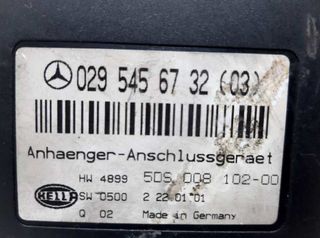 029 545 67 32 (03)
Anhaenger-Anschlussgeraet
HW 4899 5DS 008 102-00
HELLA SW 0500 2 22.01 01
Q 02 Made in Germany